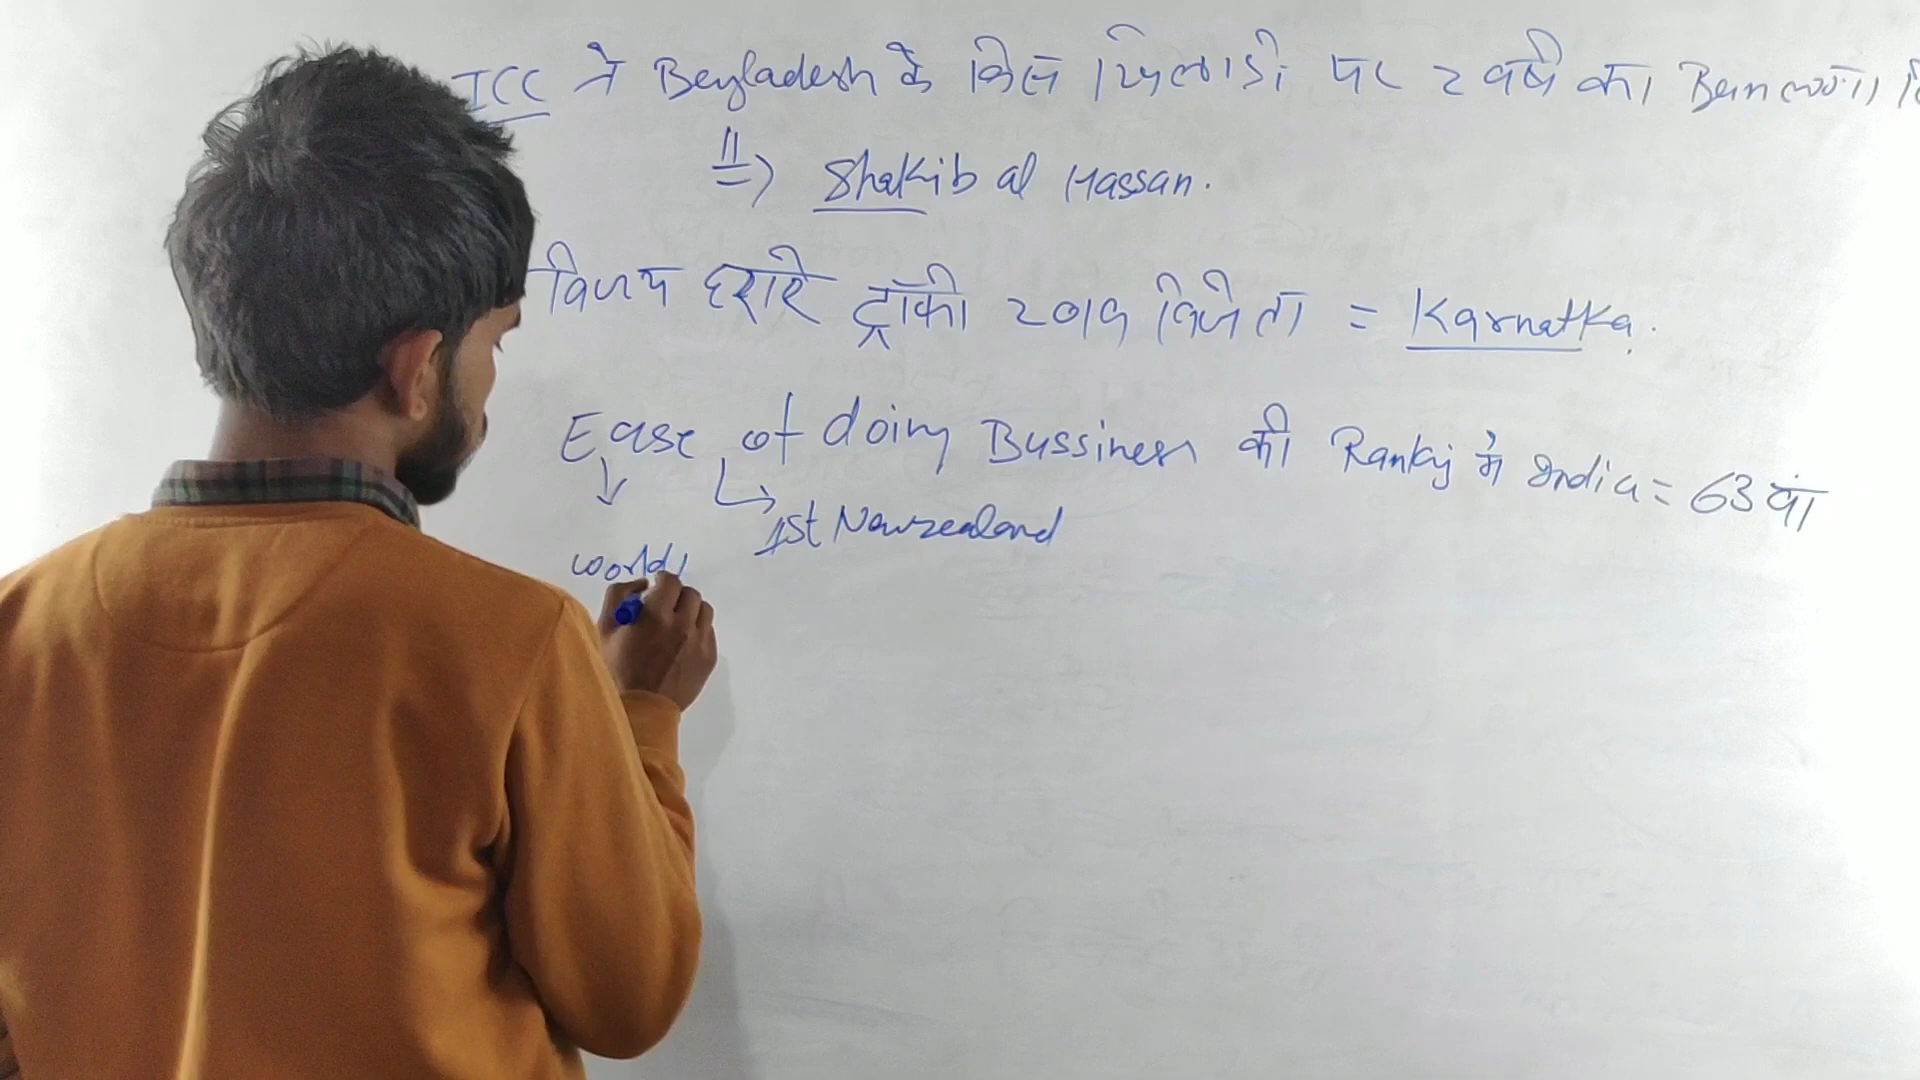 ICC ने Bangladesh के किस खिलाडी पर 2 वर्ष का Ban लगा
=> Shakib al Hassan.
विजय हजारे ट्रॉफी 2019 विजेता = Karnatka.
Ease of doing Bussiness की Ranking में India = 63 वां
1st Newzealand
world